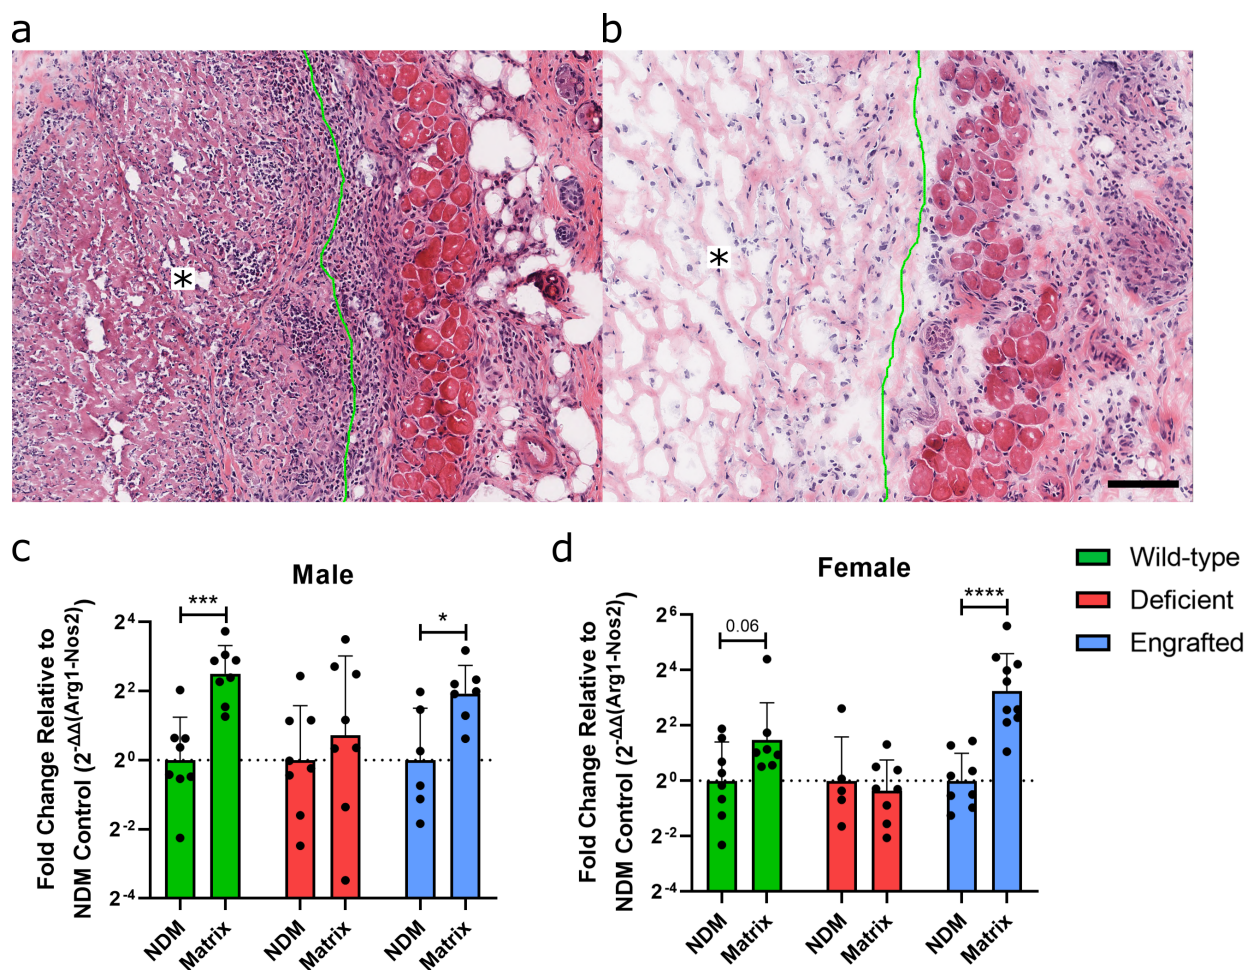 a
b
*
*
c
Male
Fold Change Relative to
NDM Control (2^-ΔΔ(Arg1-Nos2))
2^4
2^2
2^0
2^-2
2^-4
***
*
NDM
Matrix
NDM
Matrix
NDM
Matrix
d
Female
Fold Change Relative to
NDM Control (2^-ΔΔ(Arg1-Nos2))
2^6
2^4
2^2
2^0
2^-2
2^-4
0.06
****
NDM
Matrix
NDM
Matrix
NDM
Matrix
Wild-type
Deficient
Engrafted